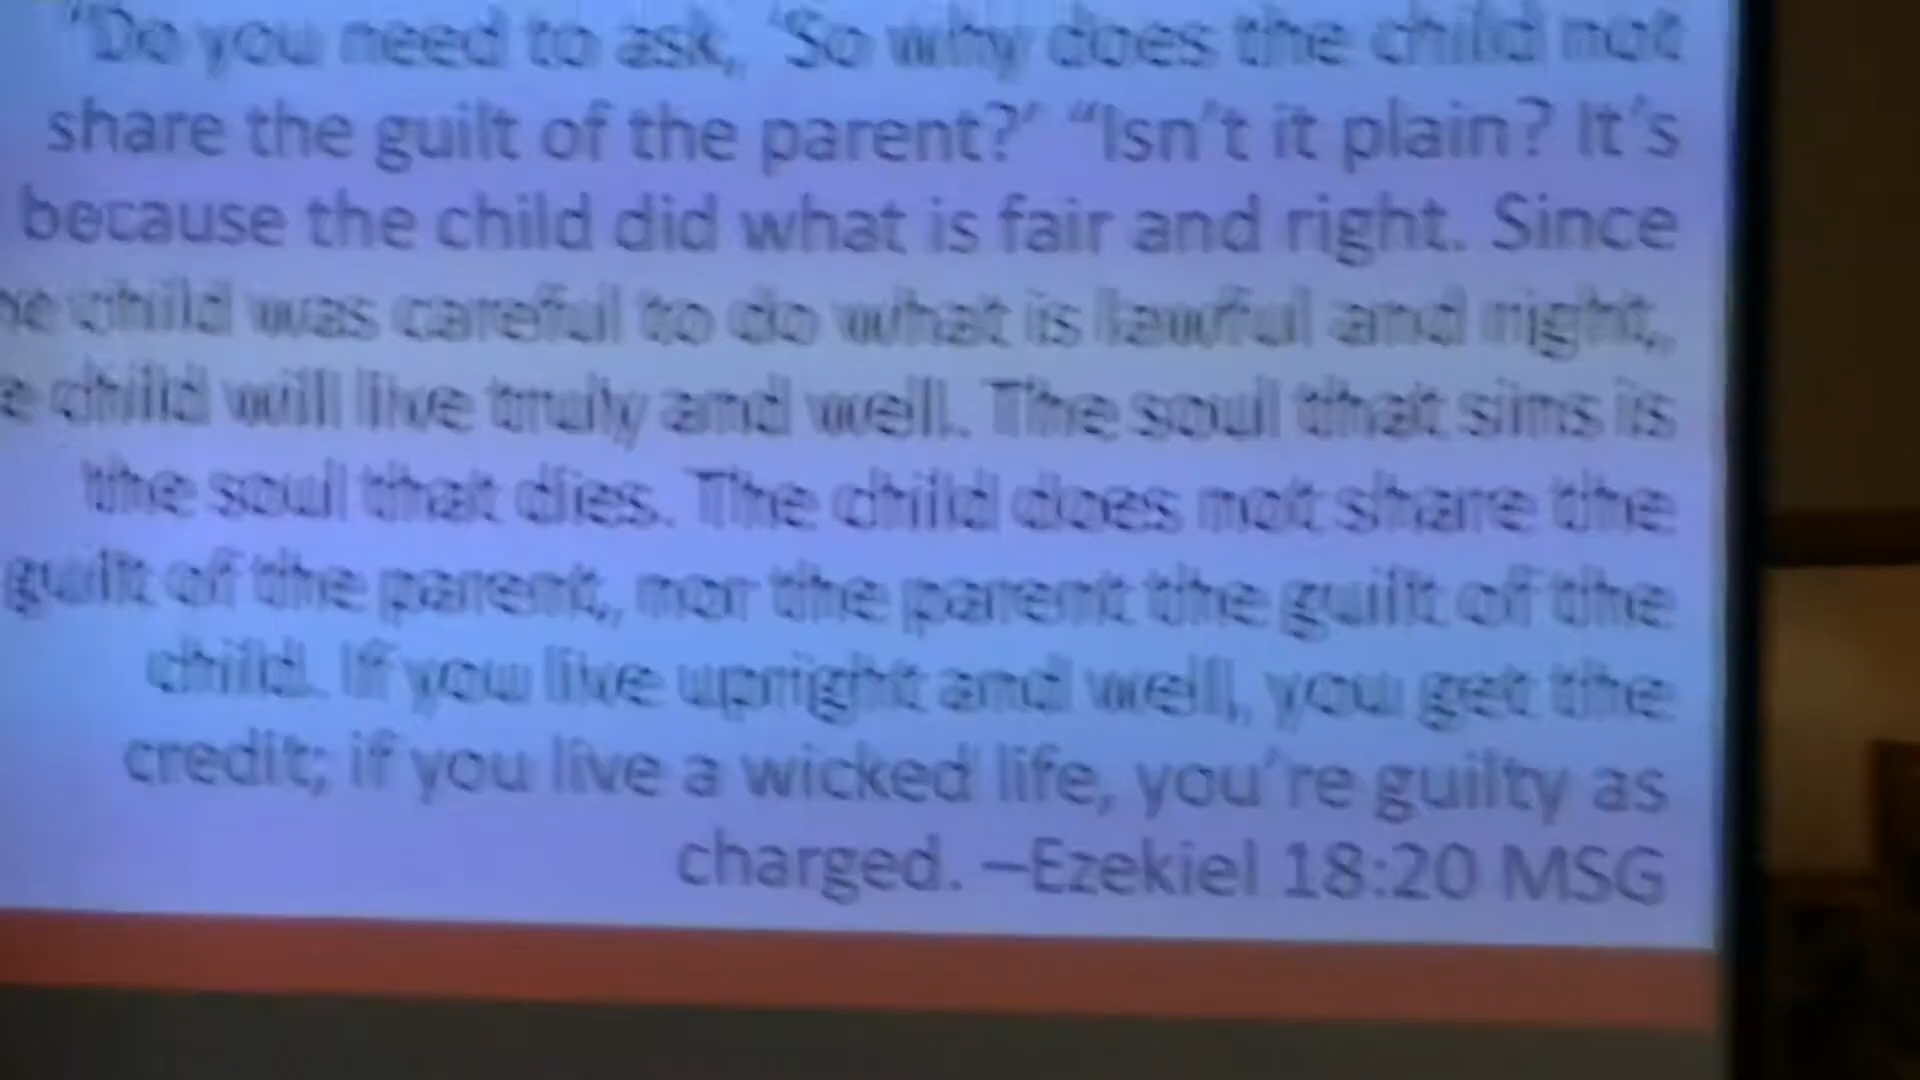 "Do you need to ask, 'So why does the child not
share the guilt of the parent?' "Isn't it plain? It's
because the child did what is fair and right. Since
he child was careful to do what is lawful and right,
e child will live truly and well. The soul that sins is
the soul that dies. The child does not share the
guilt of the parent, nor the parent the guilt of the
child. If you live upright and well, you get the
credit; if you live a wicked life, you're guilty as
charged. –Ezekiel 18:20 MSG